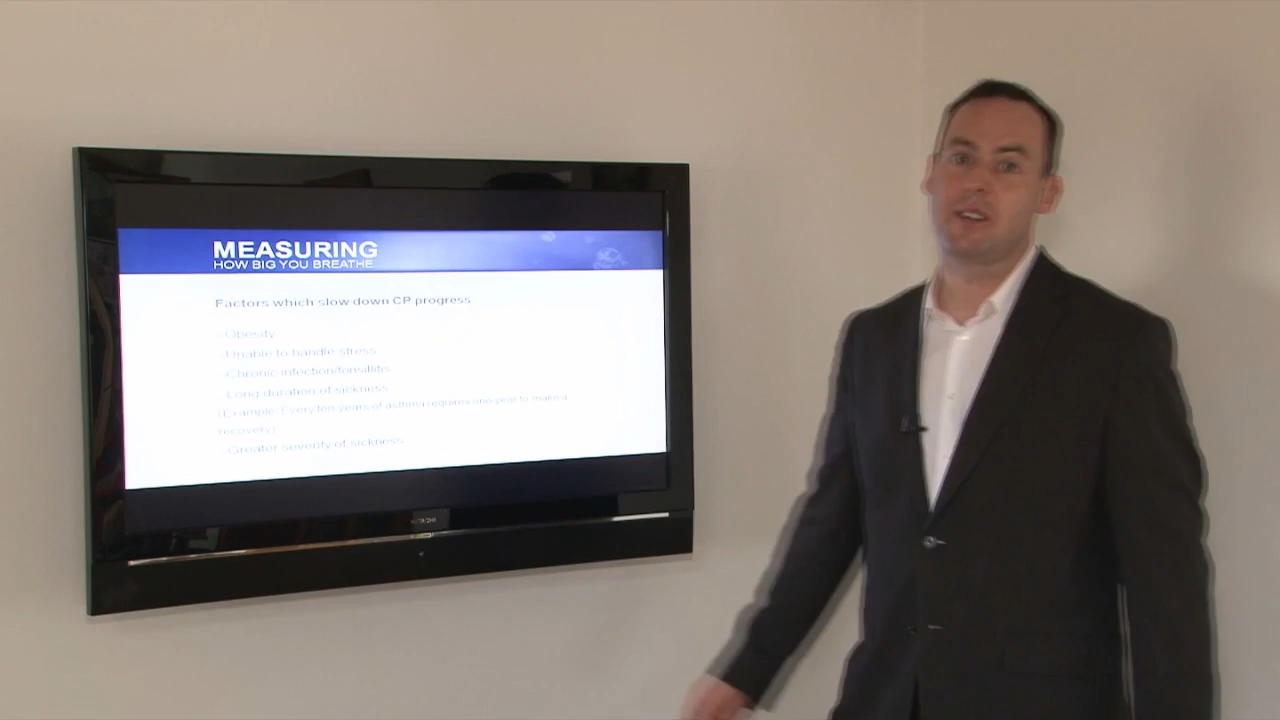 MEASURING
HOW BIG YOU BREATHE
Factors which slow down CP progress
-Obesity
-Unable to handle stress
-Chronic infection/tonsillitis
-Long duration of sickness
(Example: Every ten years of asthma requires one year to make a
recovery)
-Greater severity of sickness
HITACHI